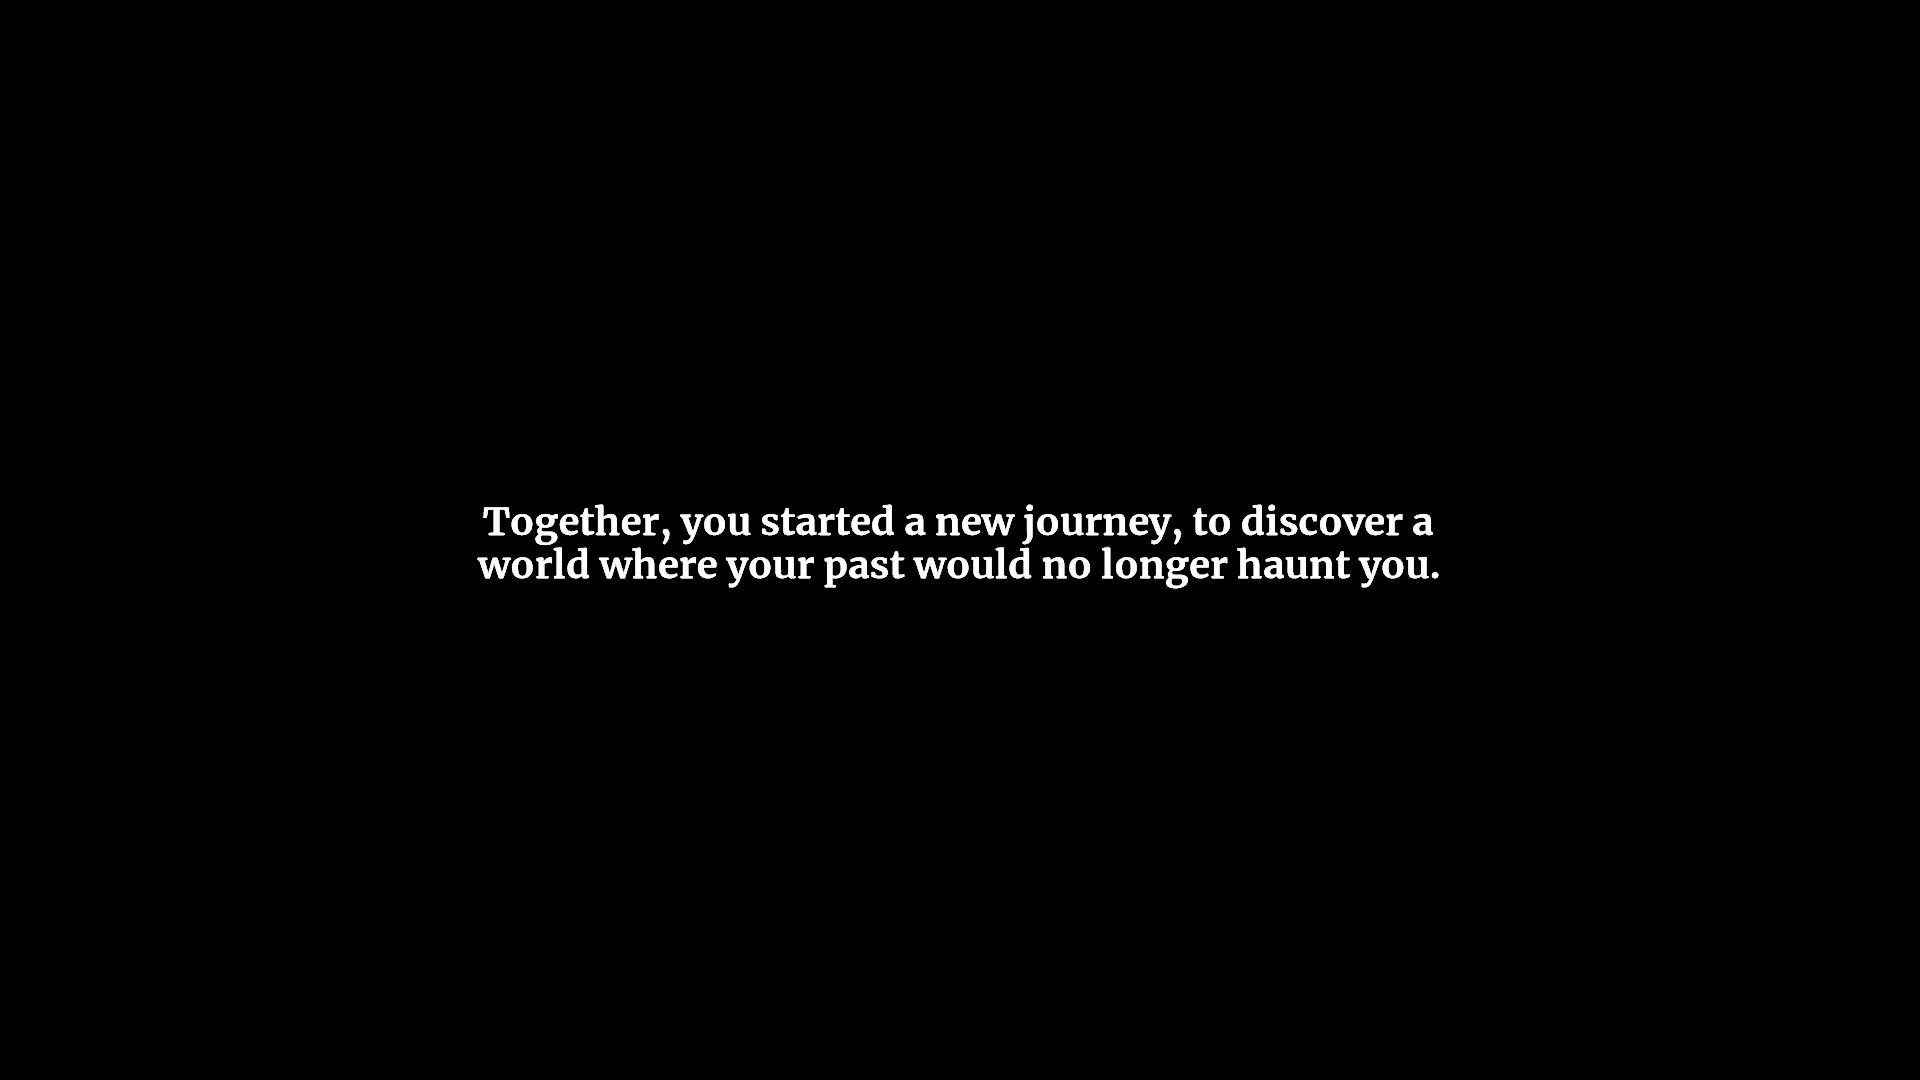 Together, you started a new journey, to discover a
world where your past would no longer haunt you.